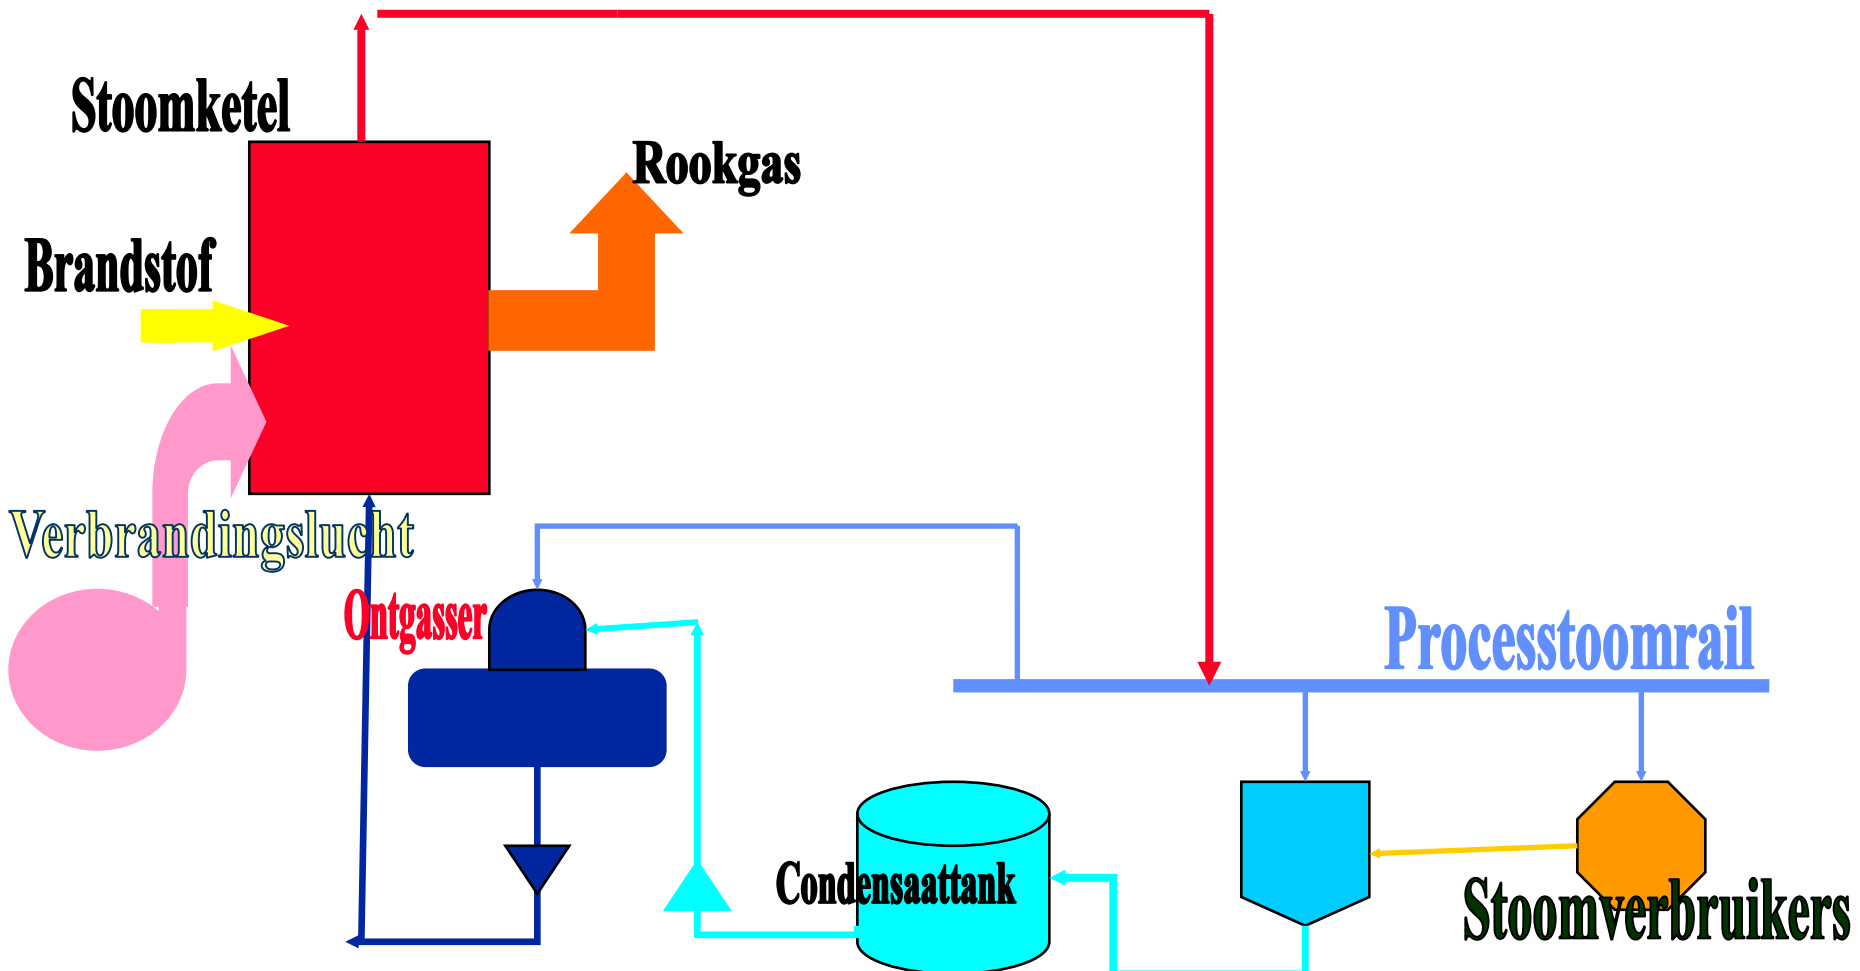 Stoomketel
Rookgas
Brandstof
Verbrandingslucht
Ontgasser
Processtoomrail
Condensaattank
Stoomverbruikers